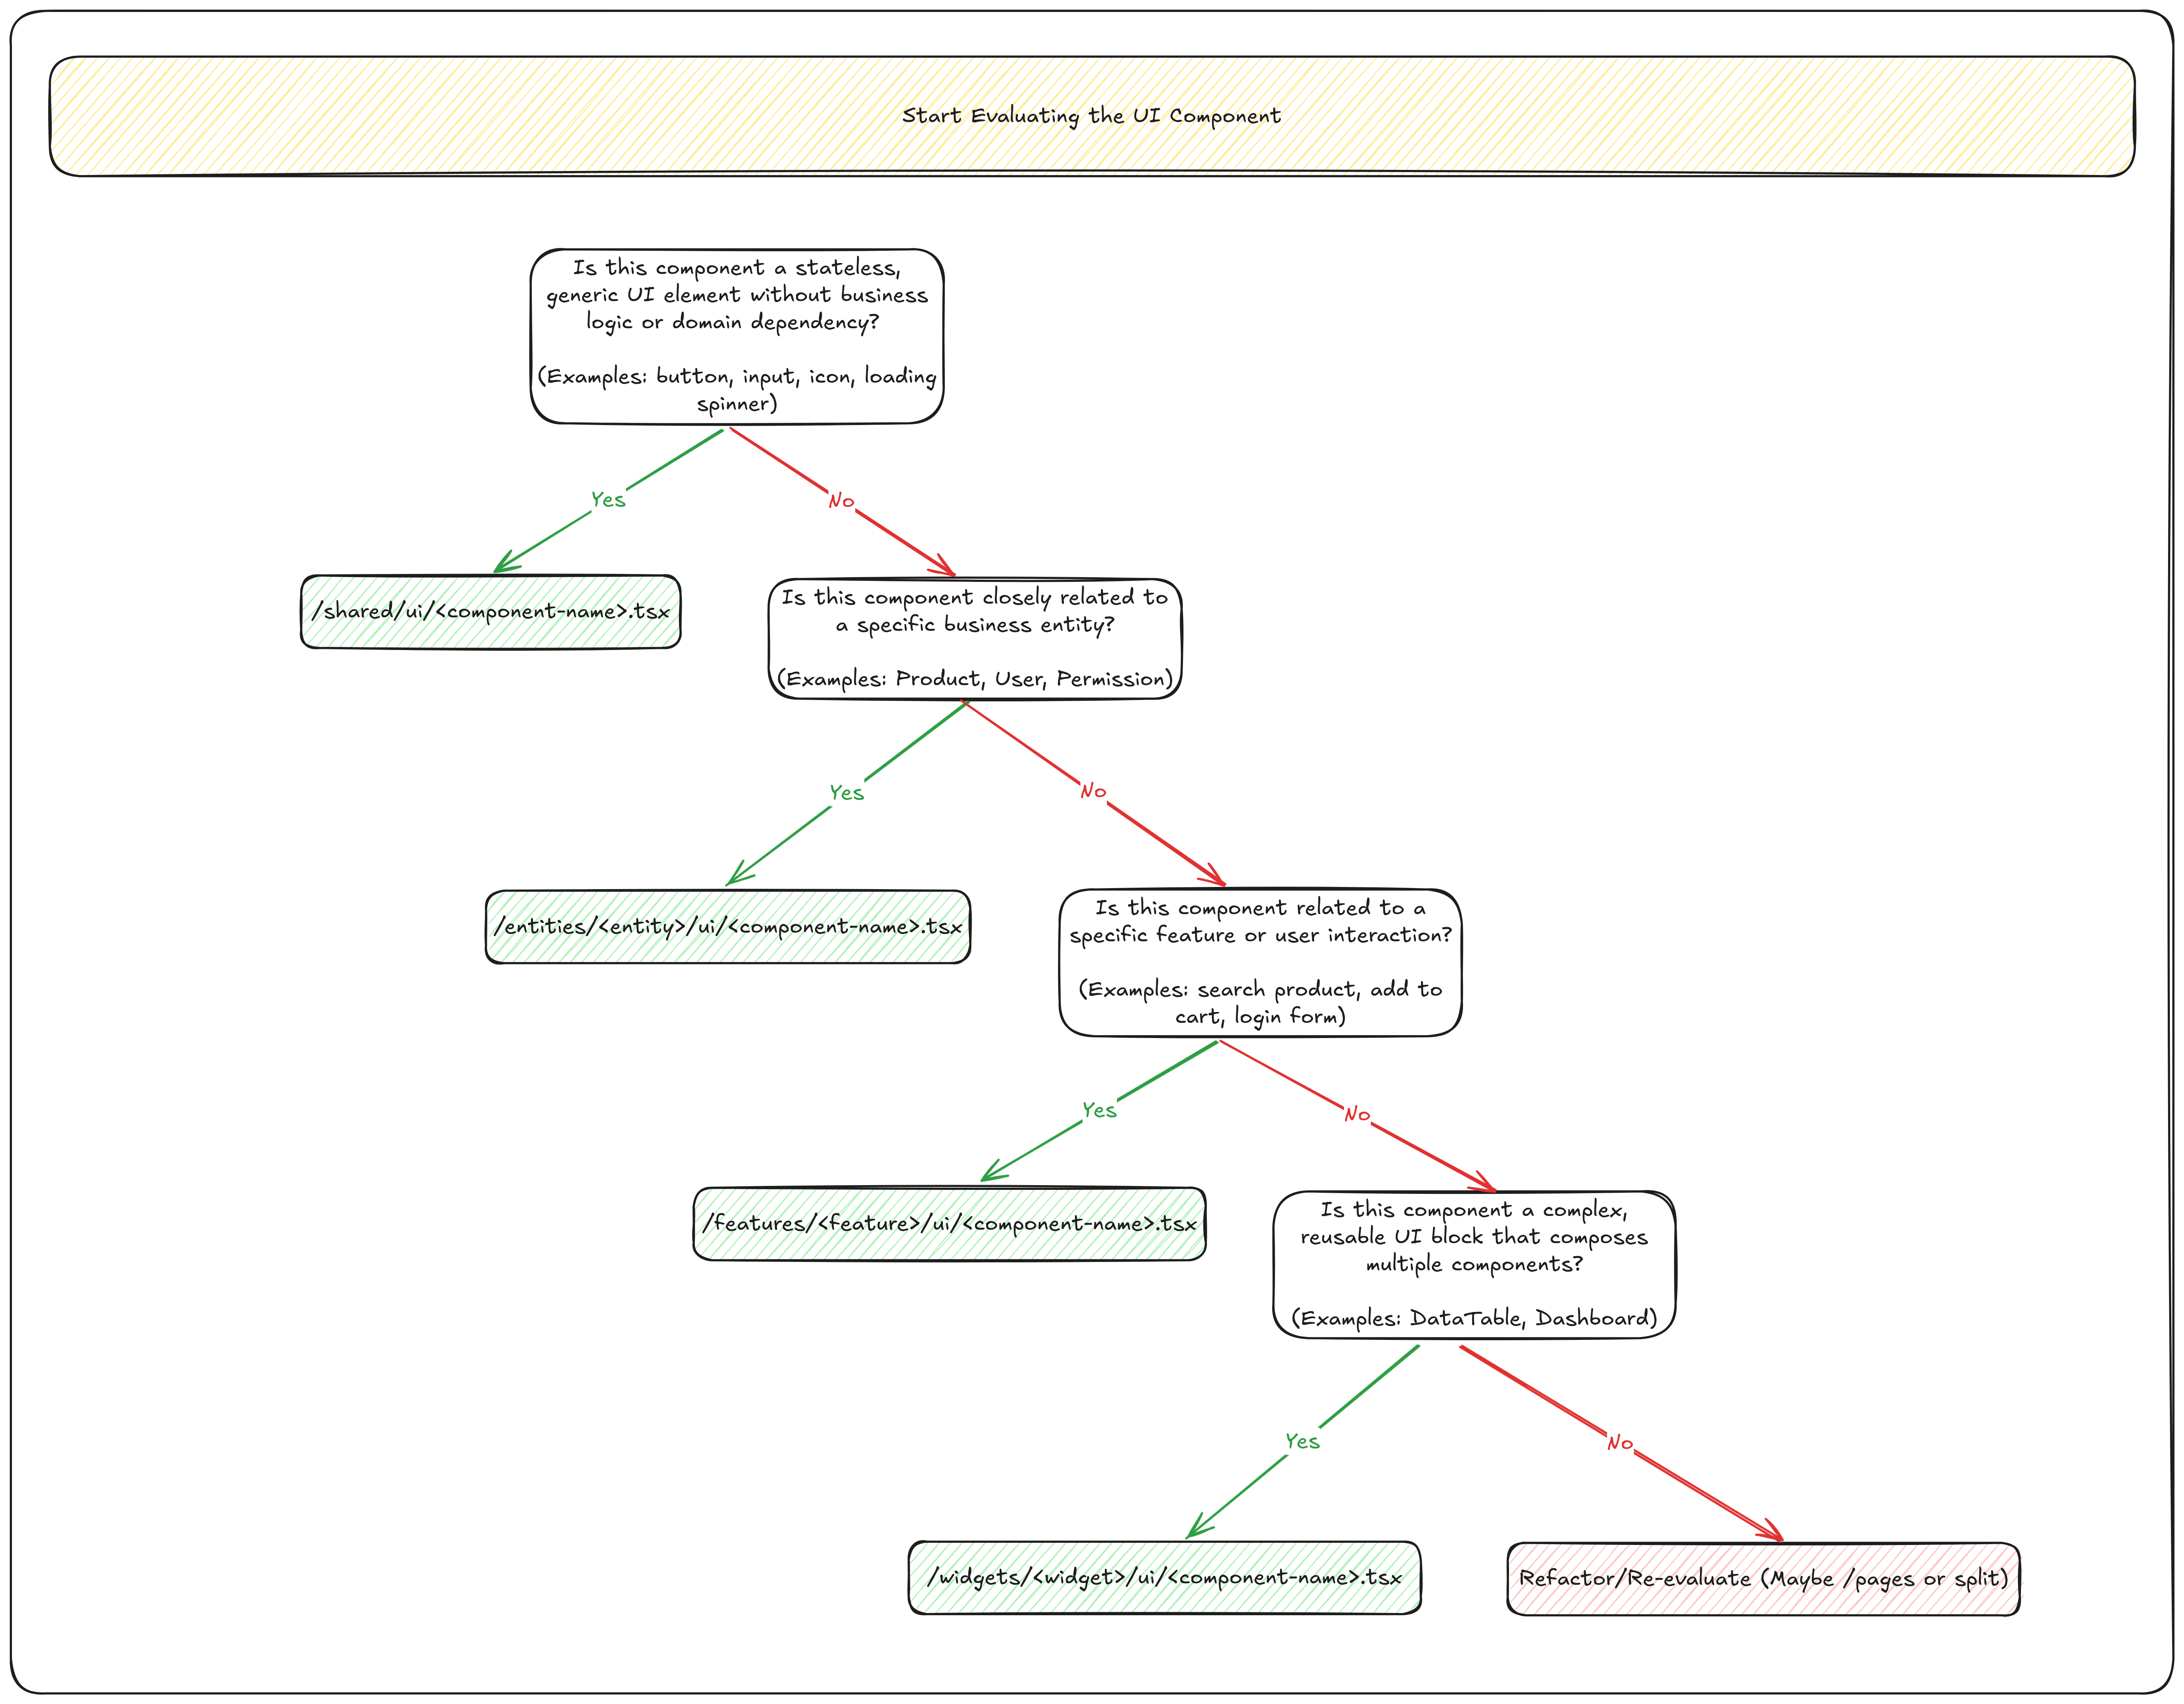 Start Evaluating the UI Component
Is this component a stateless,
generic UI element without business
logic or domain dependency?
(Examples: button, input, icon, loading
spinner)
Yes
No
/shared/ui/<component-name>.tsx
Is this component closely related to
a specific business entity?
(Examples: Product, User, Permission)
Yes
No
/entities/<entity>/ui/<component-name>.tsx
Is this component related to a
specific feature or user interaction?
(Examples: search product, add to
cart, login form)
Yes
No
/features/<feature>/ui/<component-name>.tsx
Is this component a complex,
reusable UI block that composes
multiple components?
(Examples: DataTable, Dashboard)
Yes
No
/widgets/<widget>/ui/<component-name>.tsx
Refactor/Re-evaluate (Maybe /pages or split)